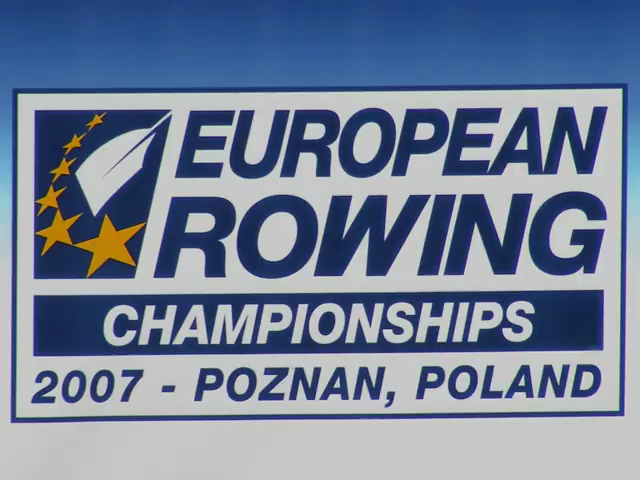 EUROPEAN
ROWING
CHAMPIONSHIPS
2007 - POZNAN, POLAND